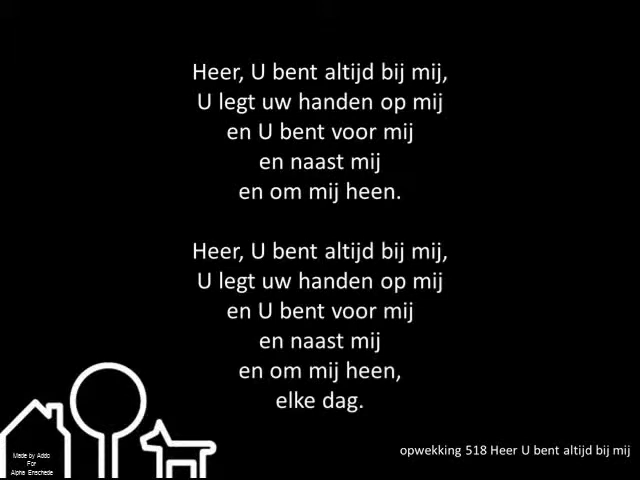 Heer, U bent altijd bij mij,
U legt uw handen op mij
en U bent voor mij
en naast mij
en om mij heen.
Heer, U bent altijd bij mij,
U legt uw handen op mij
en U bent voor mij
en naast mij
en om mij heen,
elke dag.
Made by Addo
For
Alpha Enschede
opwekking 518 Heer U bent altijd bij mij